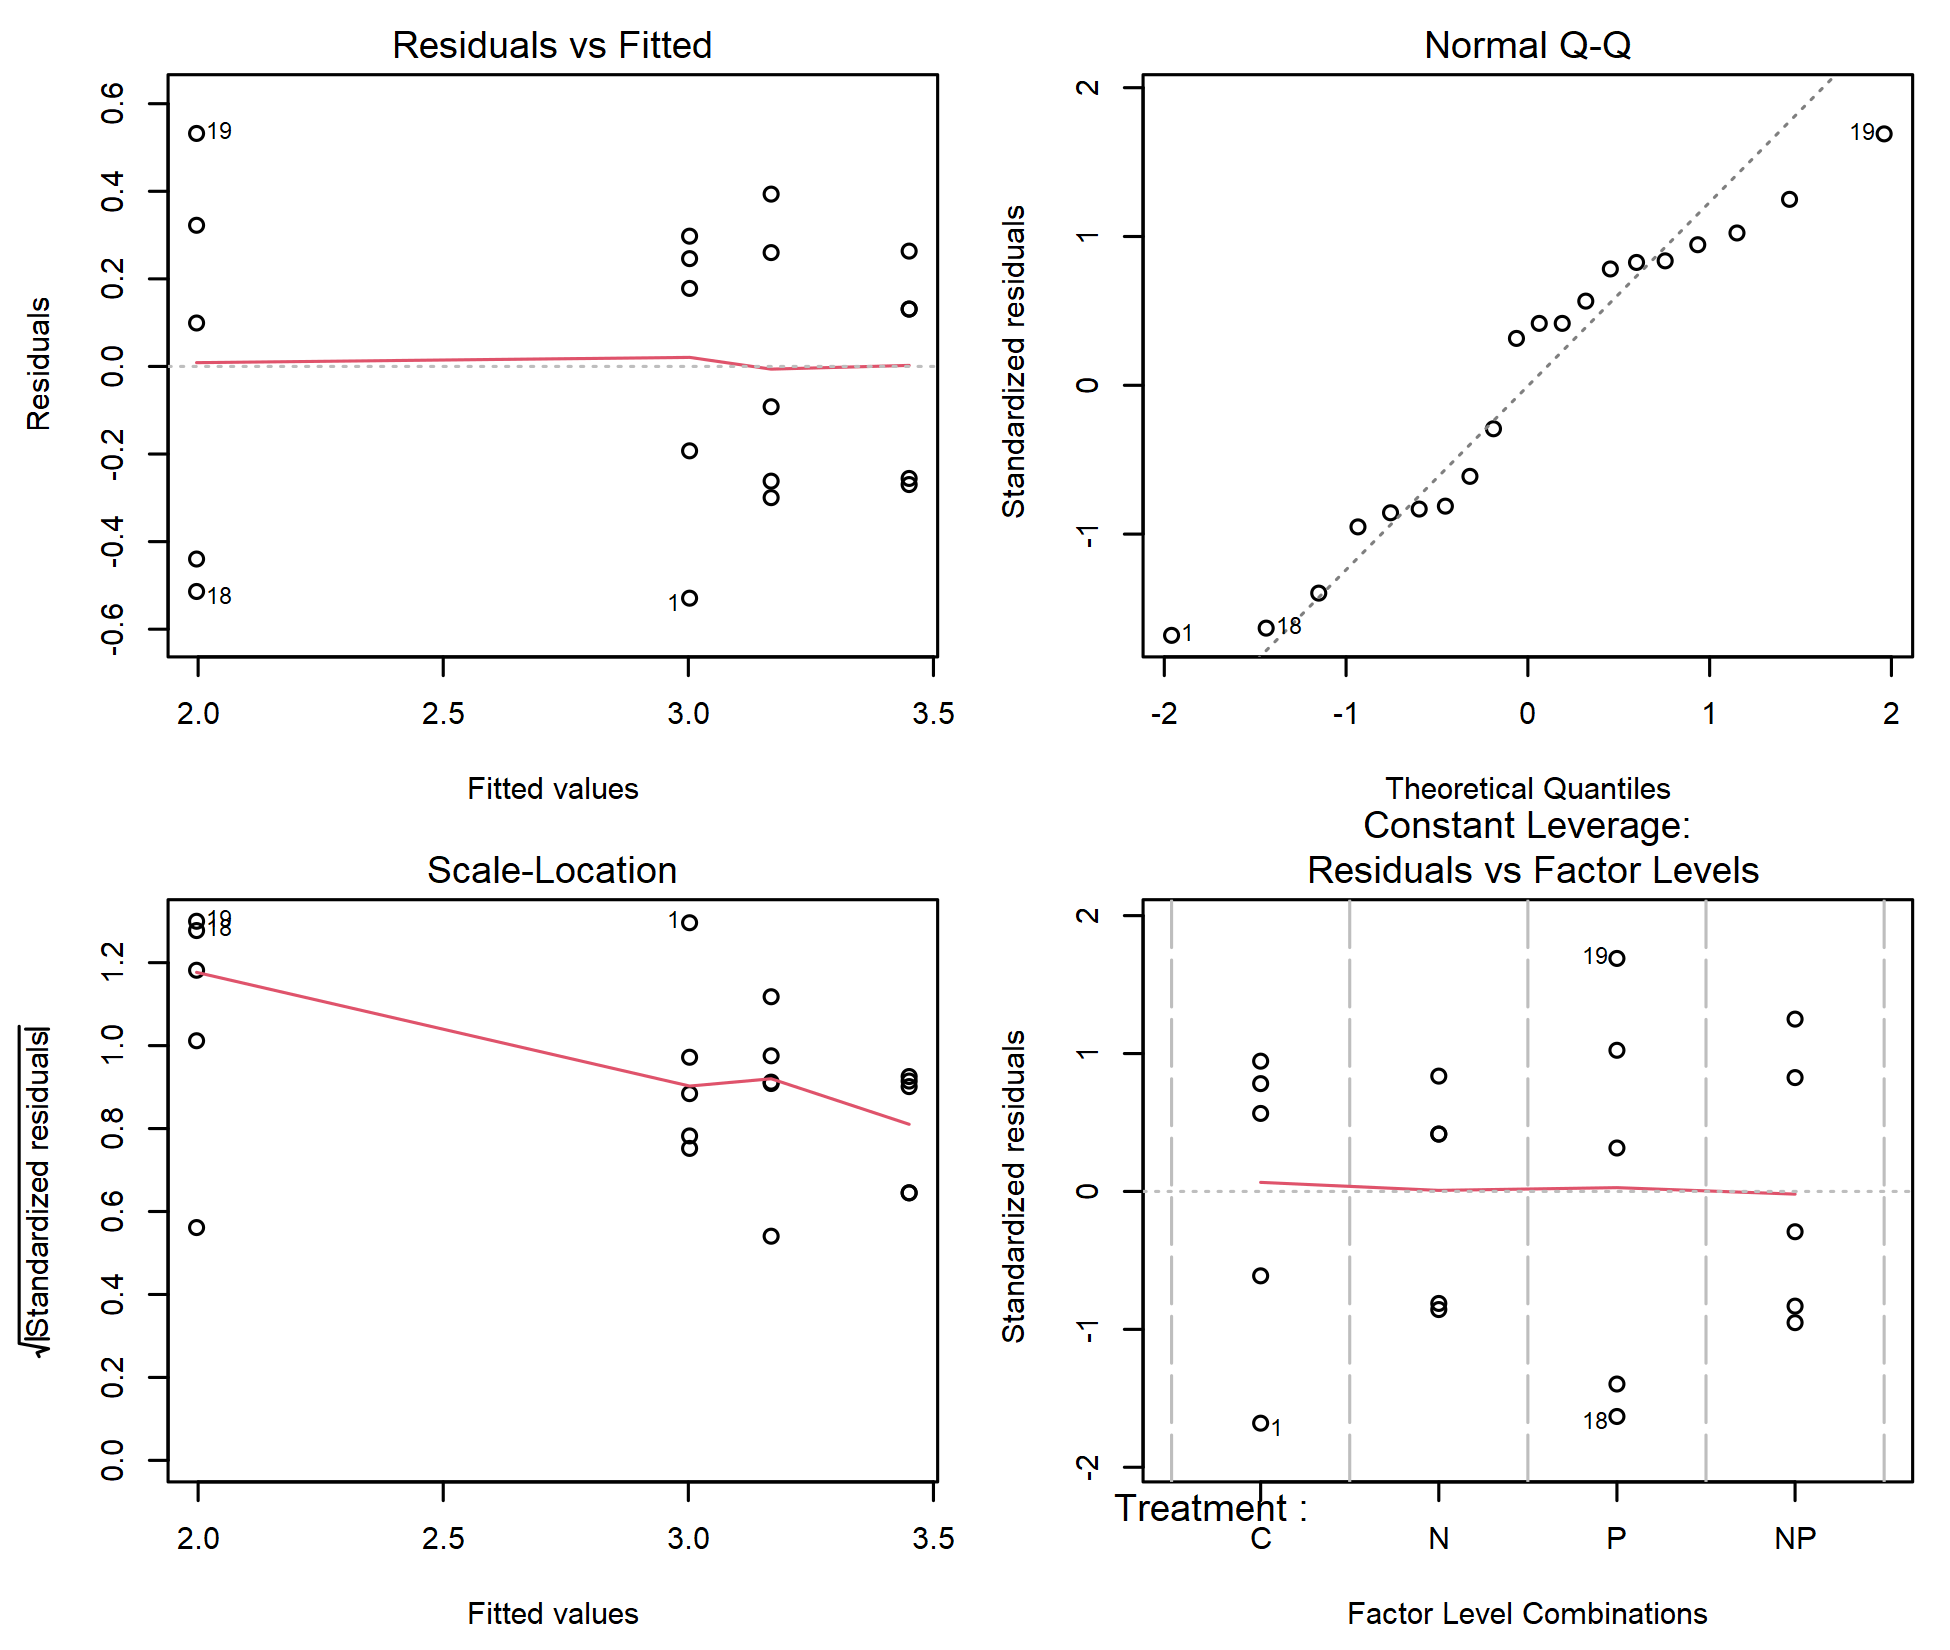 Residuals vs Fitted
Residuals
0.6
0.4
0.2
0.0
-0.2
-0.4
-0.6
19
18
1
2.0 2.5 3.0 3.5
Fitted values
Normal Q-Q
Standardized residuals
2
1
0
-1
19
1
18
-2 -1 0 1 2
Theoretical Quantiles
Scale-Location
√|Standardized residuals|
1.2
1.0
0.8
0.6
0.4
0.2
0.0
19
18
1
2.0 2.5 3.0 3.5
Fitted values
Constant Leverage:
Residuals vs Factor Levels
Standardized residuals
2
1
0
-1
-2
19
18
1
Treatment :
C N P NP
Factor Level Combinations